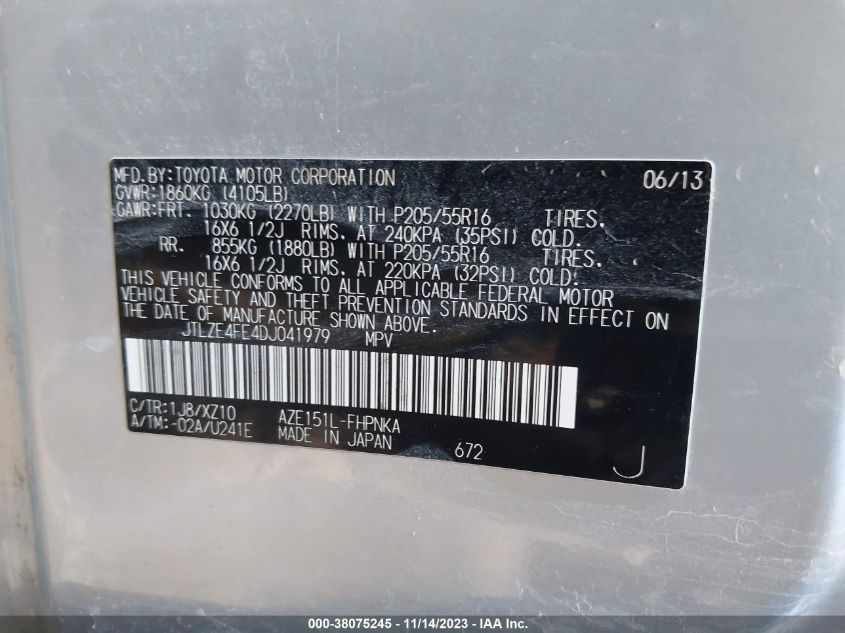 MFD.BY:TOYOTA MOTOR CORPORATION 06/13
GVWR:1860KG (4105LB)
GAWR:FRT. 1030KG (2270LB) WITH P205/55R16 TIRES.
16X6 1/2J RIMS. AT 240KPA (35PSI) COLD.
RR. 855KG (1880LB) WITH P205/55R16 TIRES.
16X6 1/2J RIMS. AT 220KPA (32PSI) COLD.
THIS VEHICLE CONFORMS TO ALL APPLICABLE FEDERAL MOTOR
VEHICLE SAFETY AND THEFT PREVENTION STANDARDS IN EFFECT ON
THE DATE OF MANUFACTURE SHOWN ABOVE.
JTLZE4FE4DJ041979 MPV
C/TR:1J8/XZ10 AZE151L-FHPNKA
A/TM:-02A/U241E MADE IN JAPAN 672 J
000-38075245 - 11/14/2023 - IAA Inc.